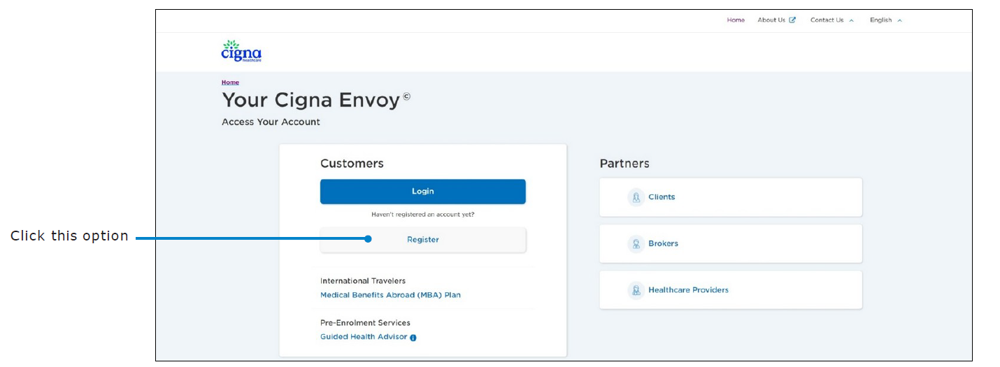 Home About Us Contact Us English
cigna
healthcare
Home
Your Cigna Envoy©
Access Your Account
Customers
Login
Haven't registered an account yet?
Click this option
Register
International Travelers
Medical Benefits Abroad (MBA) Plan
Pre-Enrolment Services
Guided Health Advisor i
Partners
Clients
Brokers
Healthcare Providers